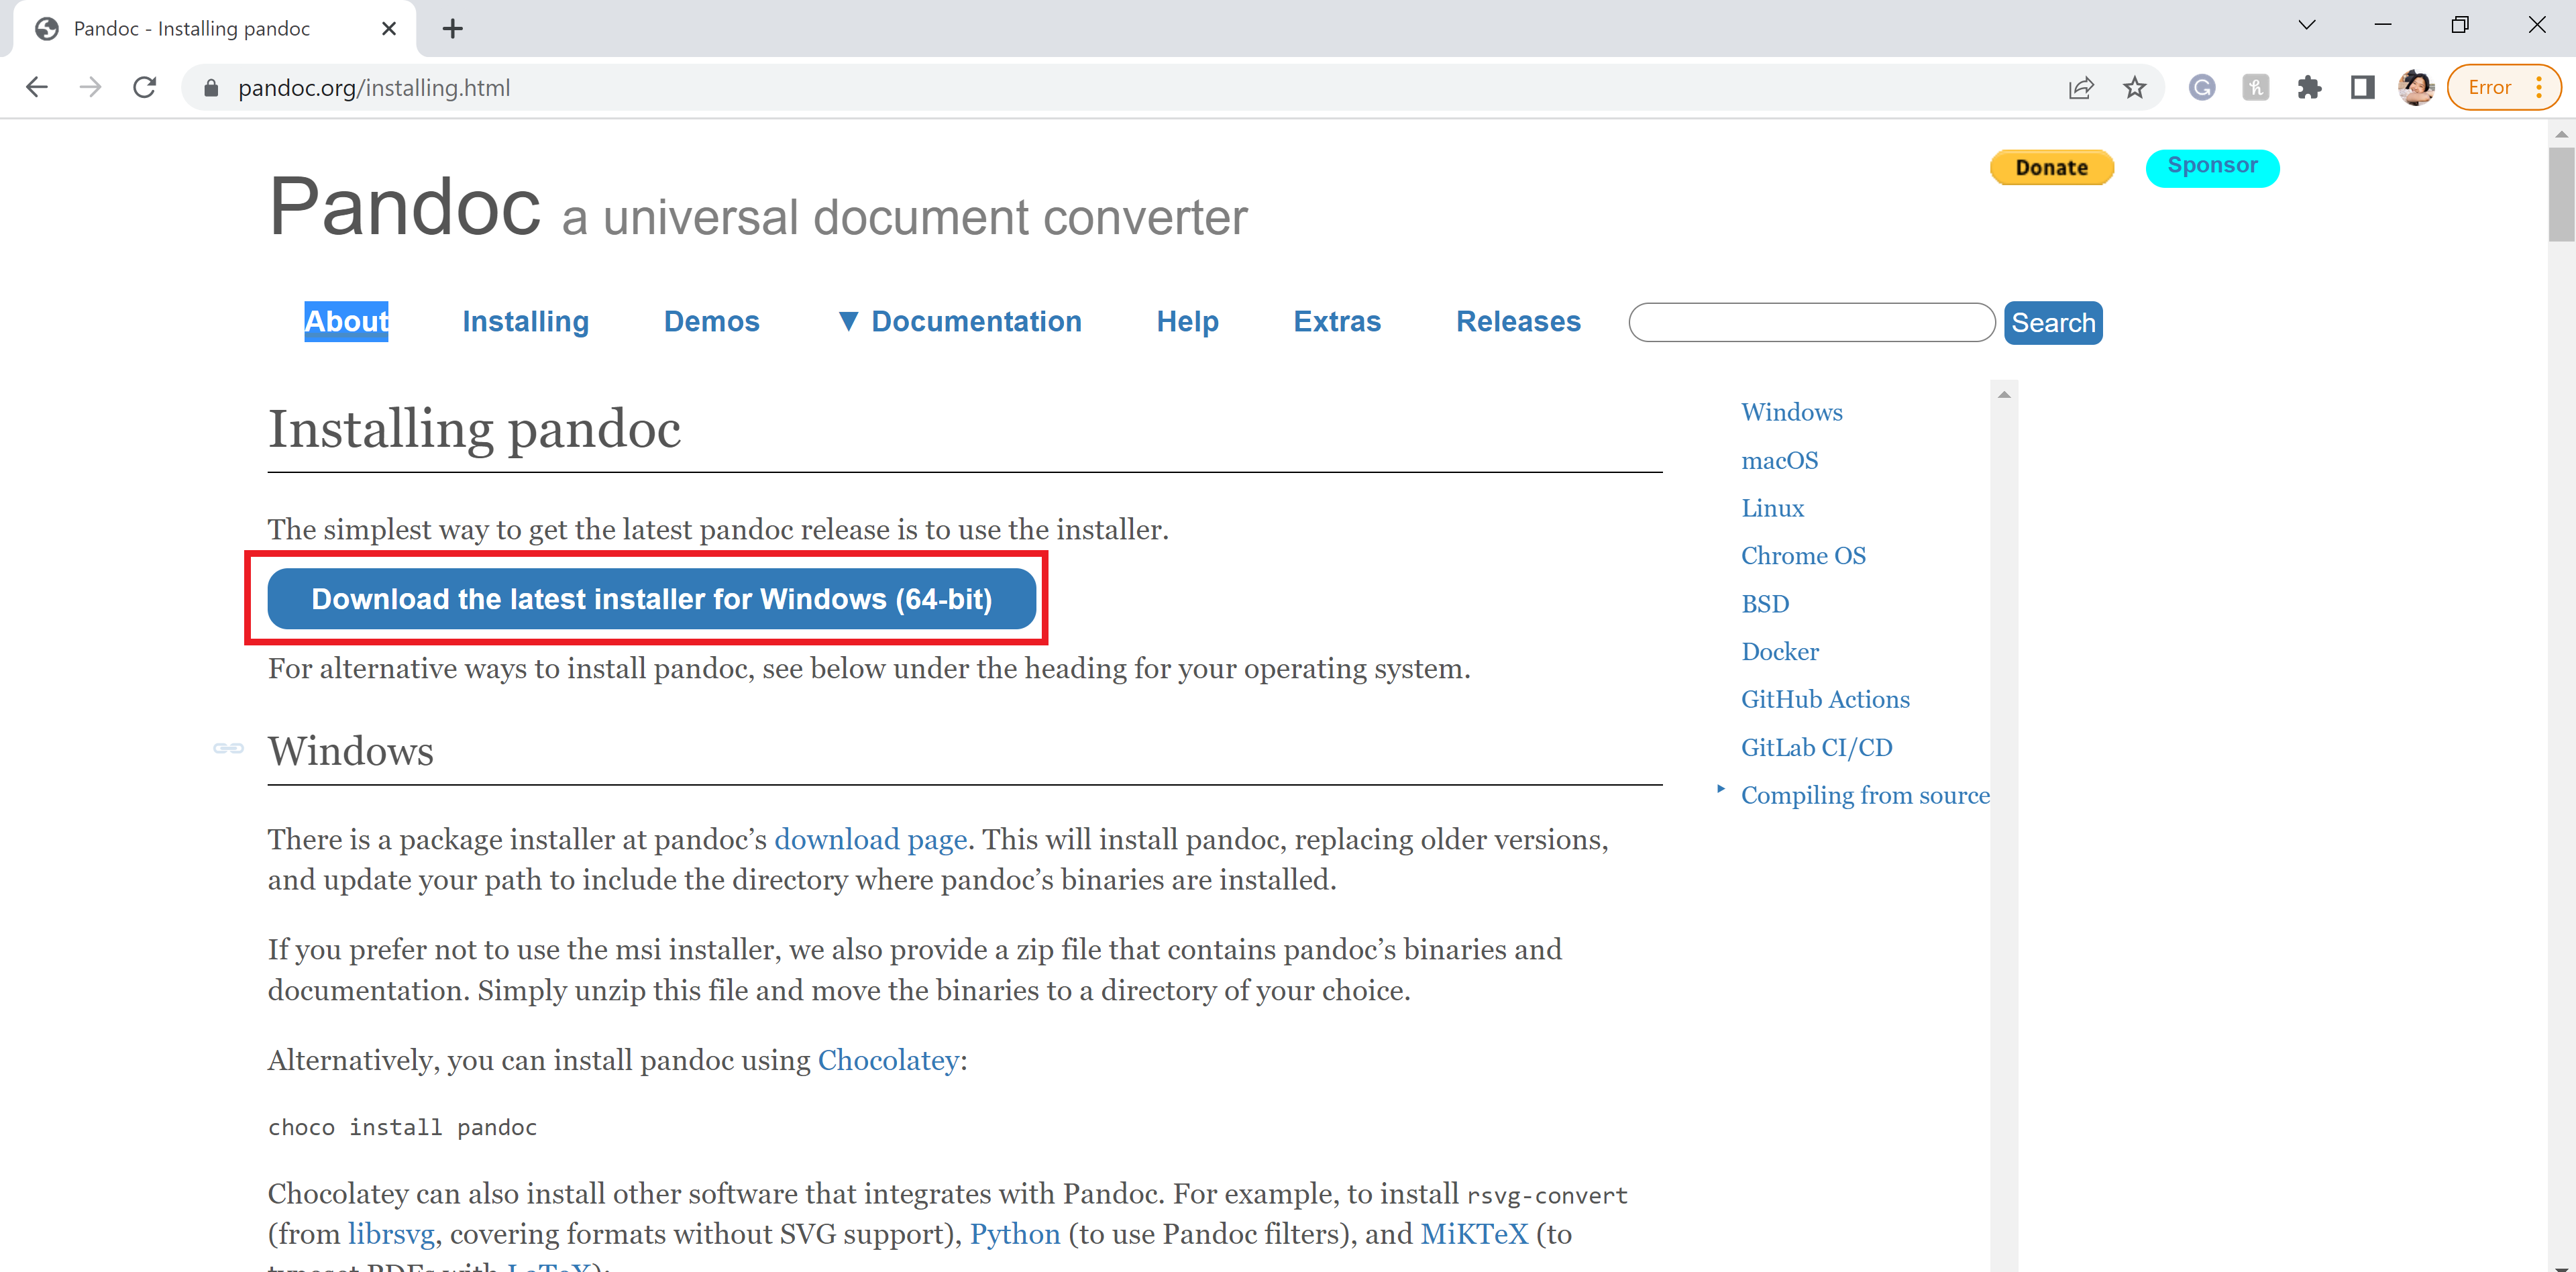 Pandoc - Installing pandoc
pandoc.org/installing.html
Error
Donate
Sponsor
Pandoc a universal document converter
About Installing Demos ▼ Documentation Help Extras Releases Search
Installing pandoc
The simplest way to get the latest pandoc release is to use the installer.
Download the latest installer for Windows (64-bit)
For alternative ways to install pandoc, see below under the heading for your operating system.
Windows
There is a package installer at pandoc’s download page. This will install pandoc, replacing older versions,
and update your path to include the directory where pandoc’s binaries are installed.
If you prefer not to use the msi installer, we also provide a zip file that contains pandoc’s binaries and
documentation. Simply unzip this file and move the binaries to a directory of your choice.
Alternatively, you can install pandoc using Chocolatey:
choco install pandoc
Chocolatey can also install other software that integrates with Pandoc. For example, to install rsvg-convert
(from librsvg, covering formats without SVG support), Python (to use Pandoc filters), and MiKTeX (to
typeset PDFs with LaTeX):
Windows
macOS
Linux
Chrome OS
BSD
Docker
GitHub Actions
GitLab CI/CD
Compiling from source